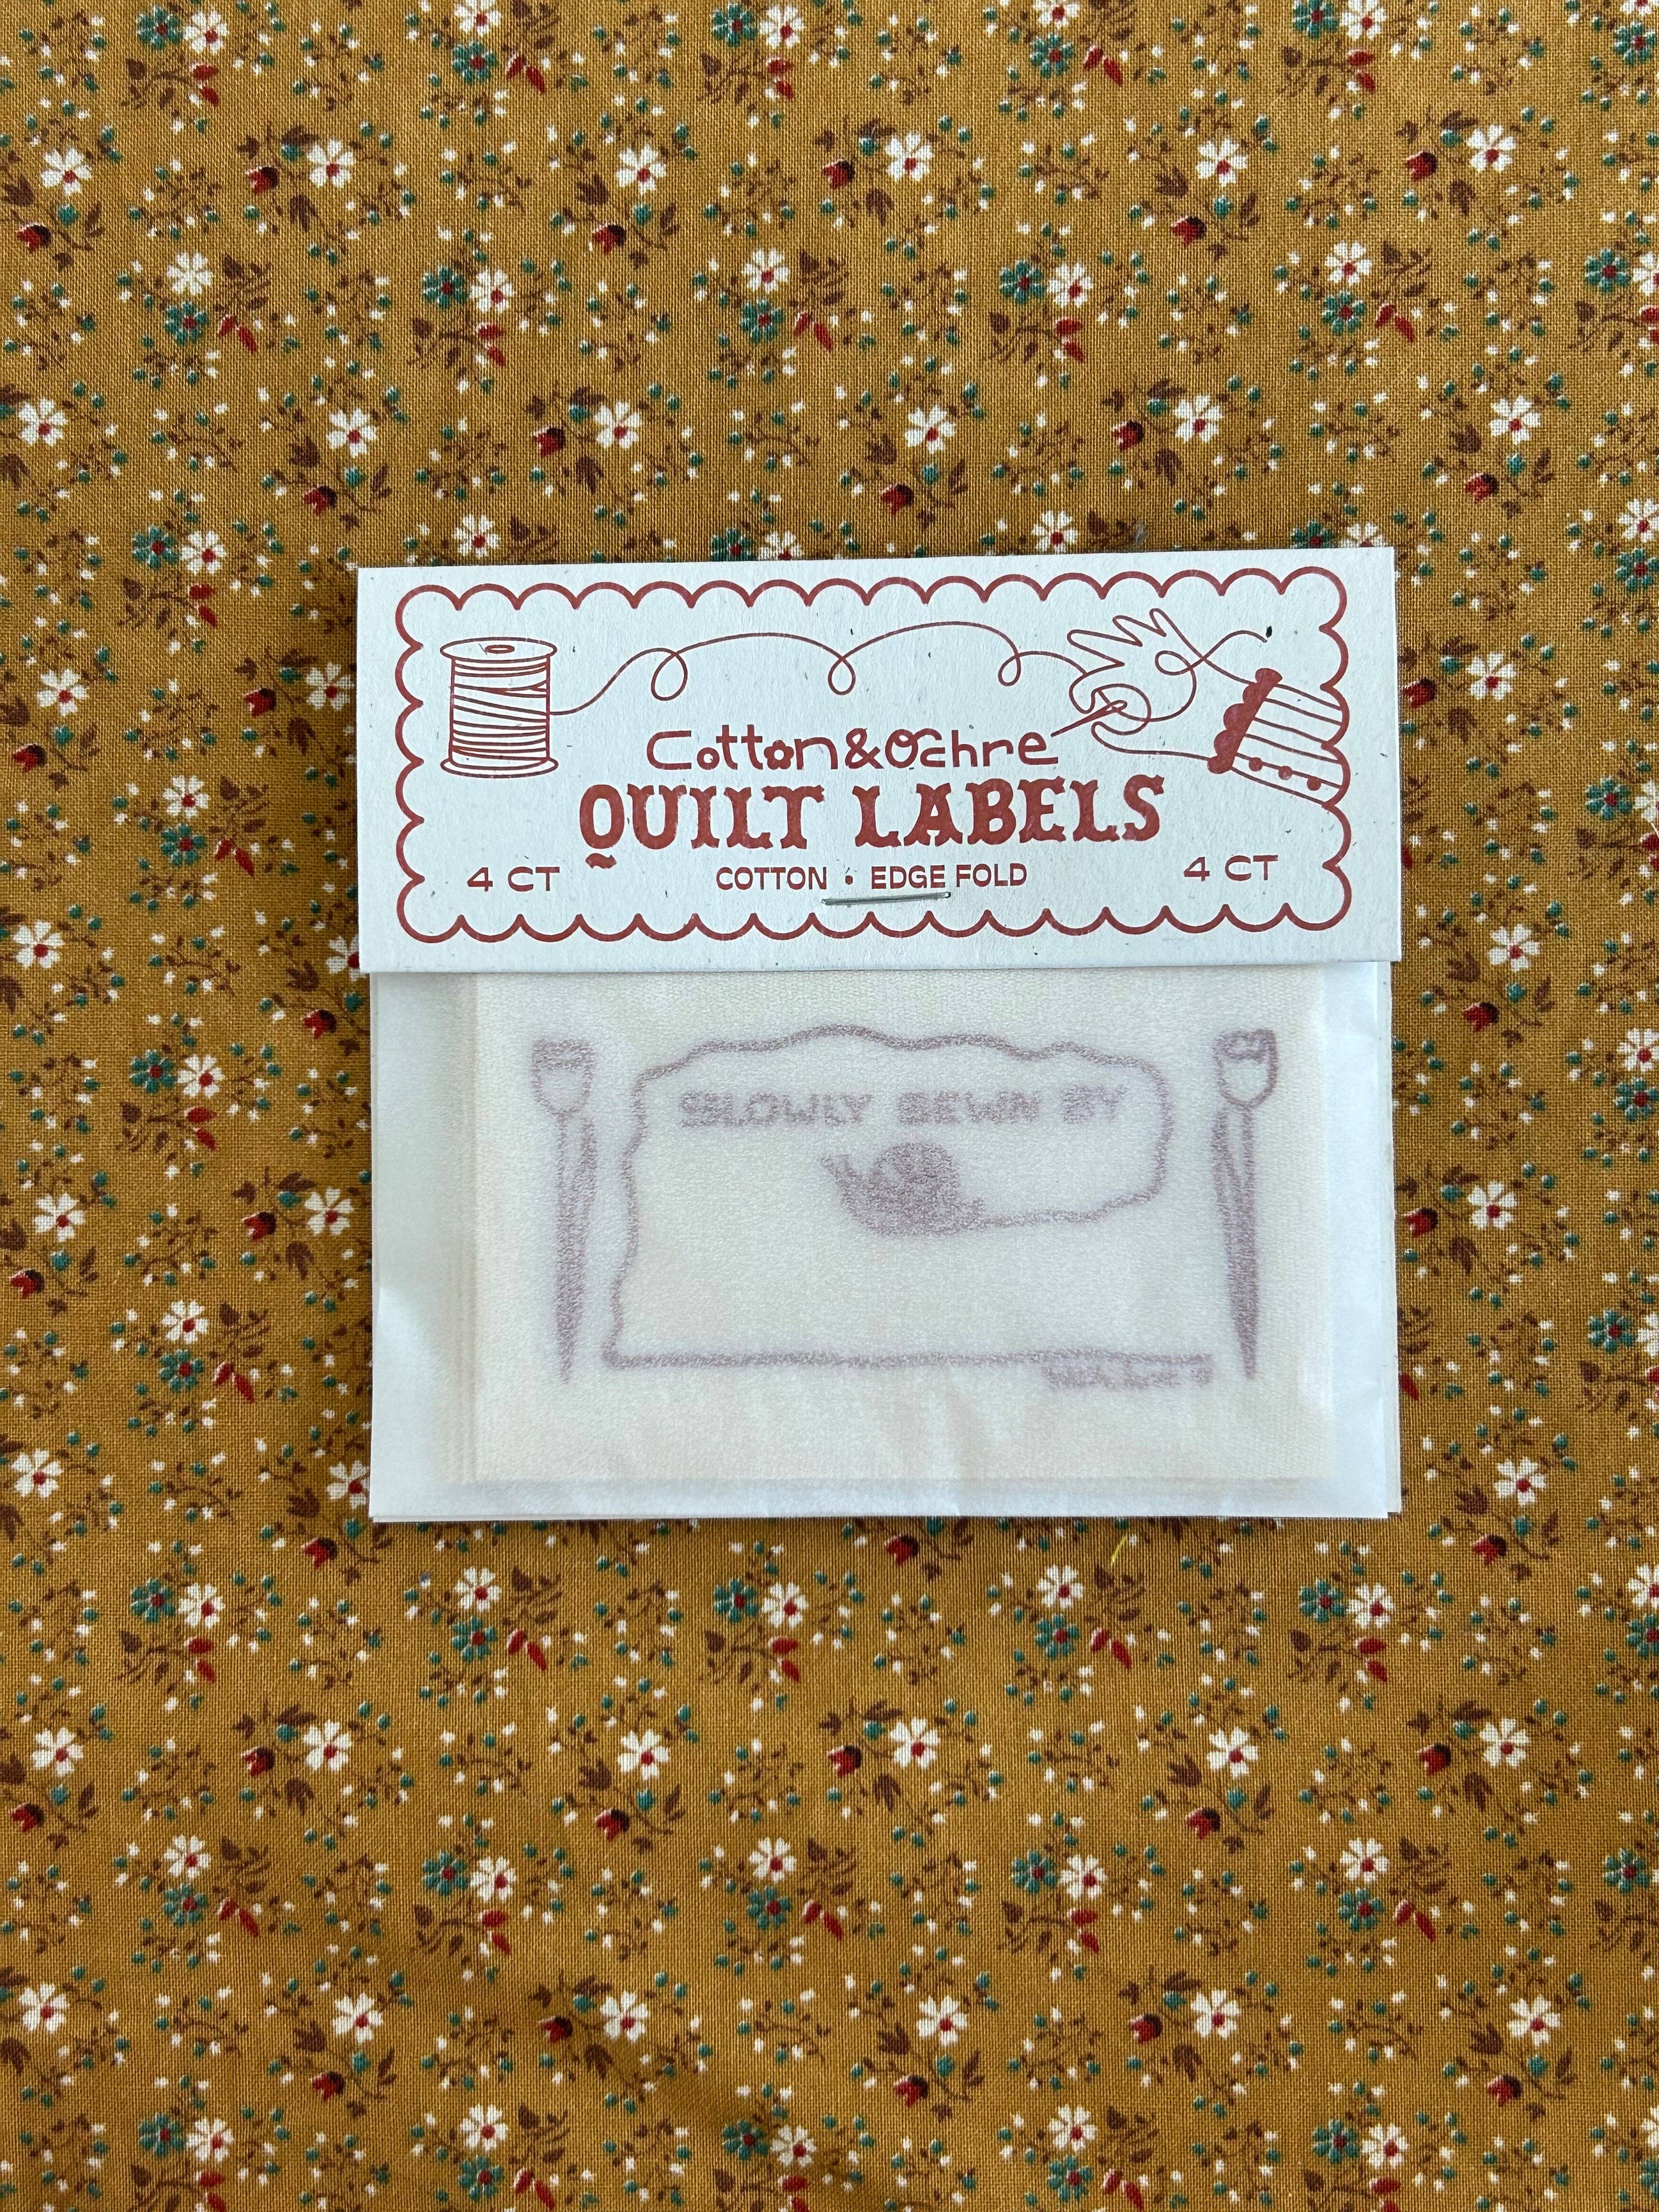 Cotton & Ochre
QUILT LABELS
4 CT COTTON • EDGE FOLD 4 CT
SLOWLY SEWN BY